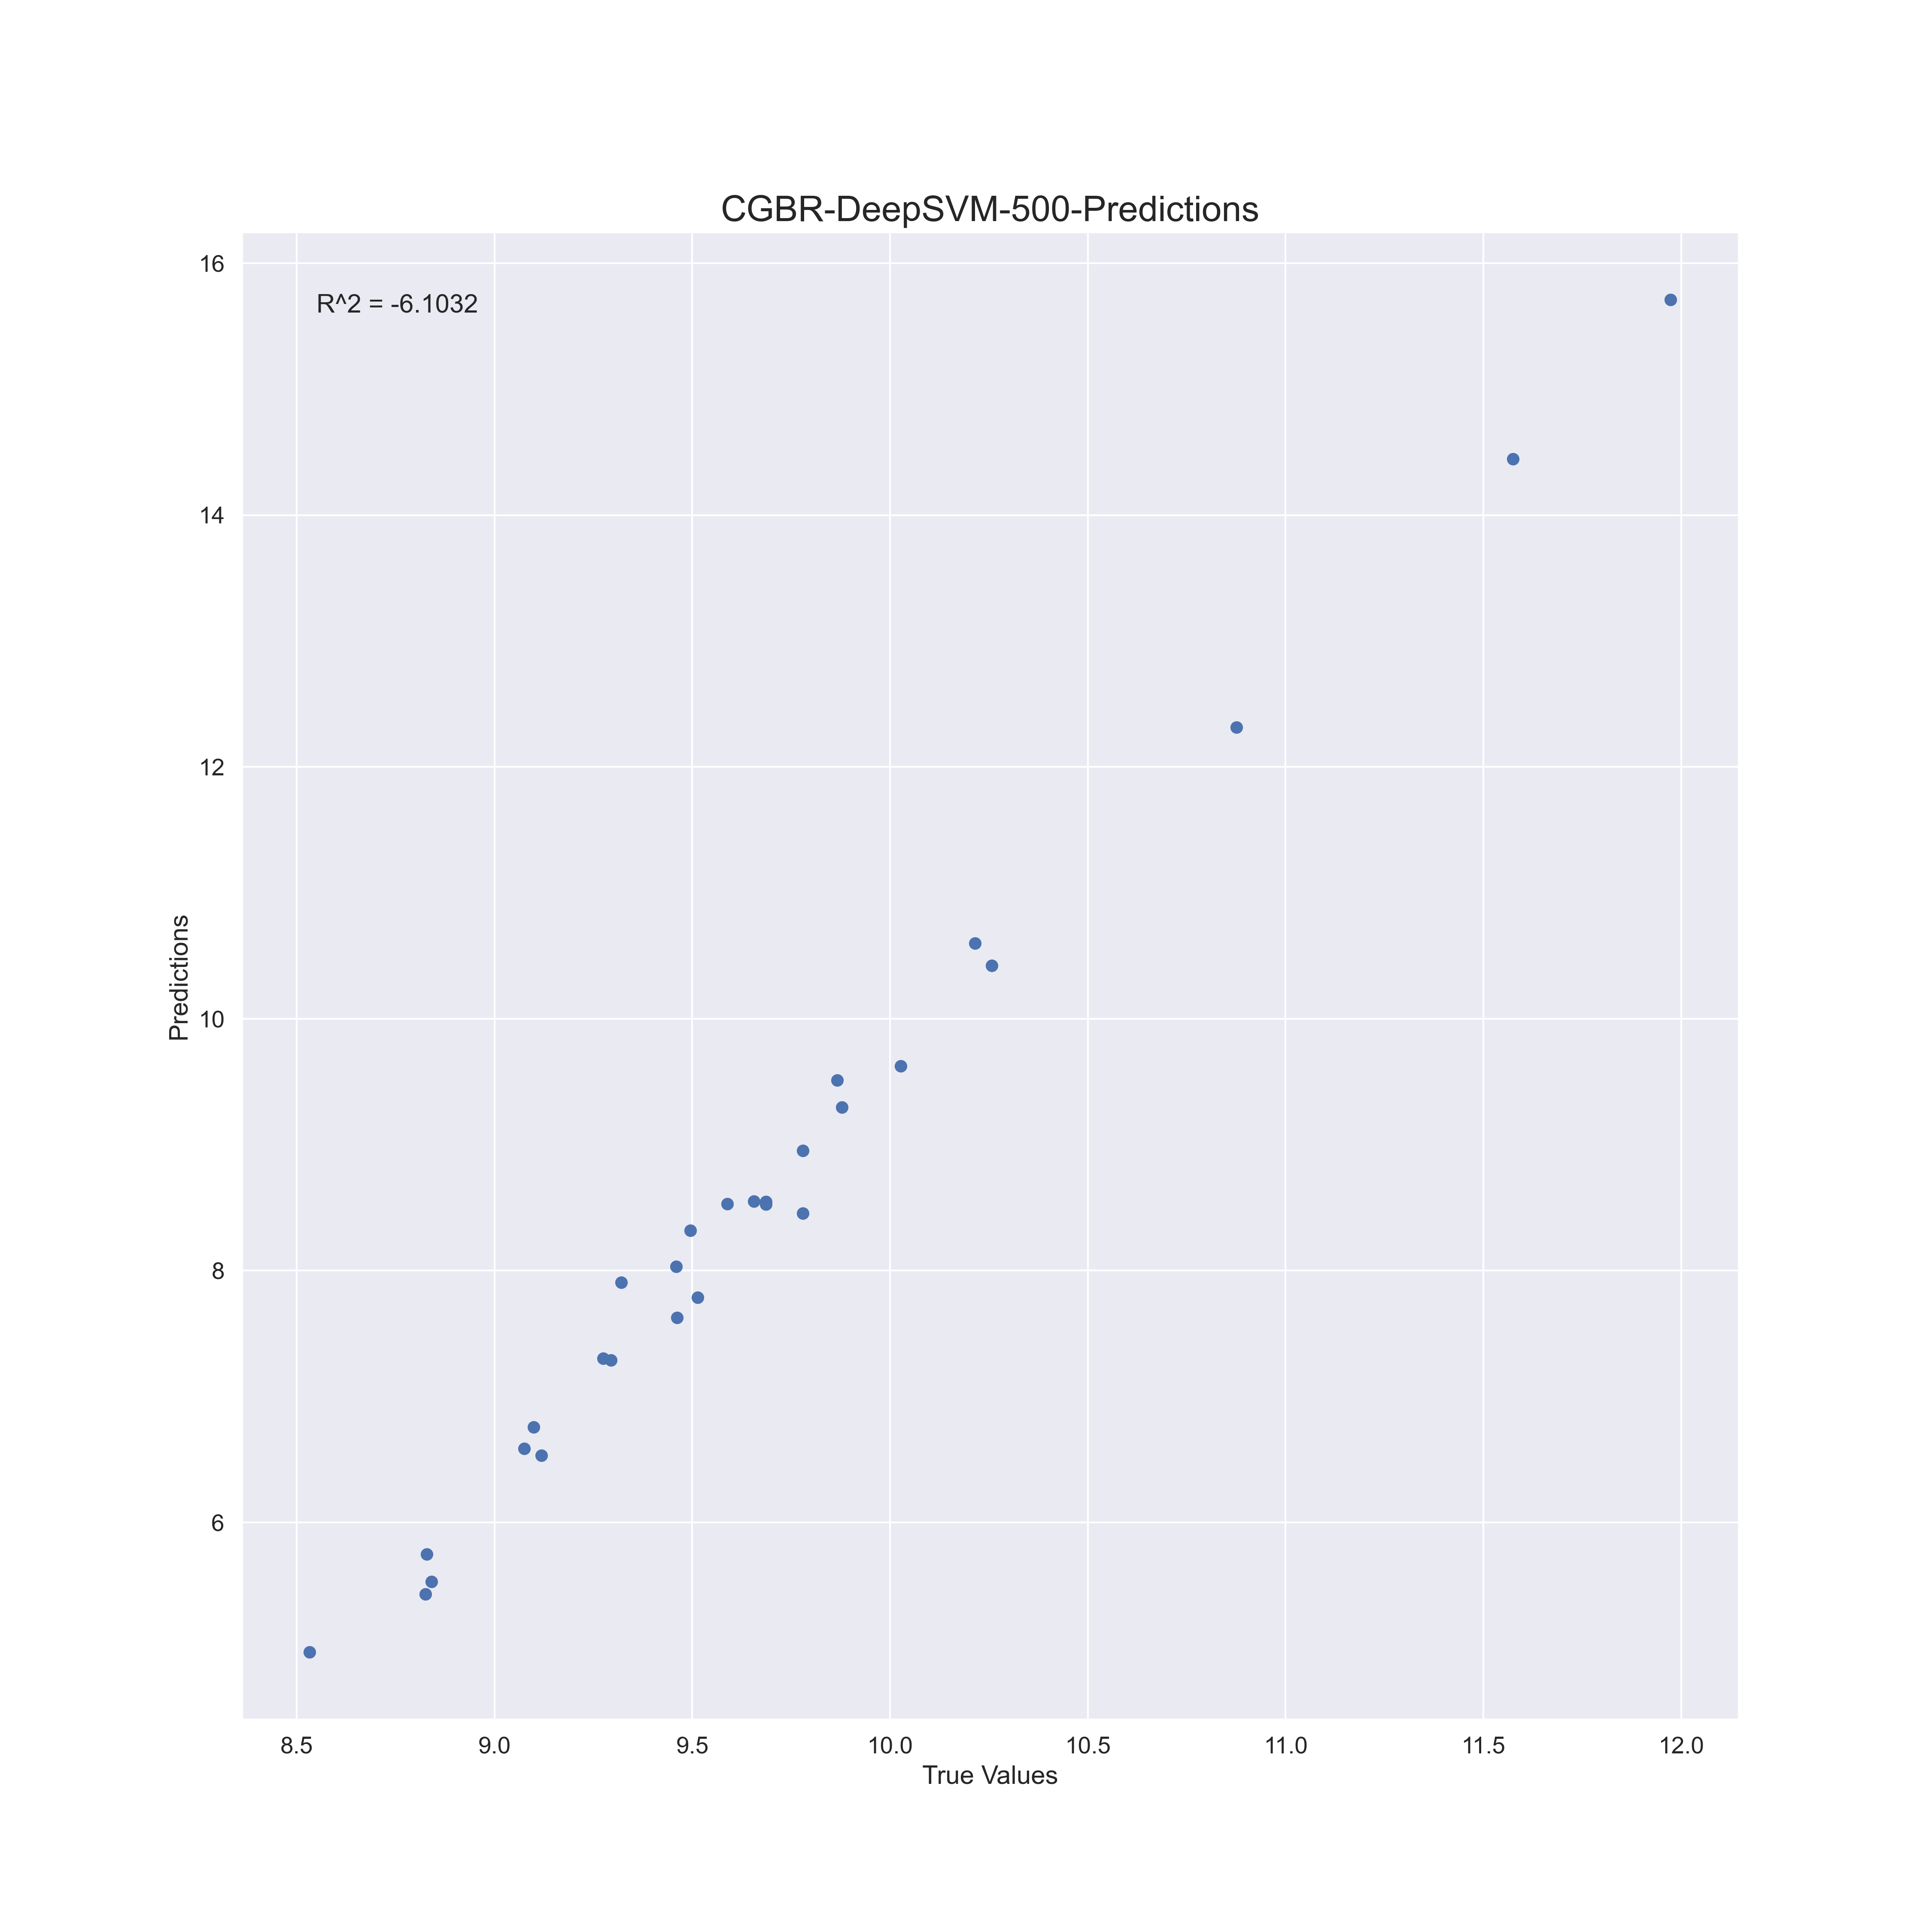 CGBR-DeepSVM-500-Predictions
16
R^2 = -6.1032
14
12
10
8
6
Predictions
8.5 9.0 9.5 10.0 10.5 11.0 11.5 12.0
True Values